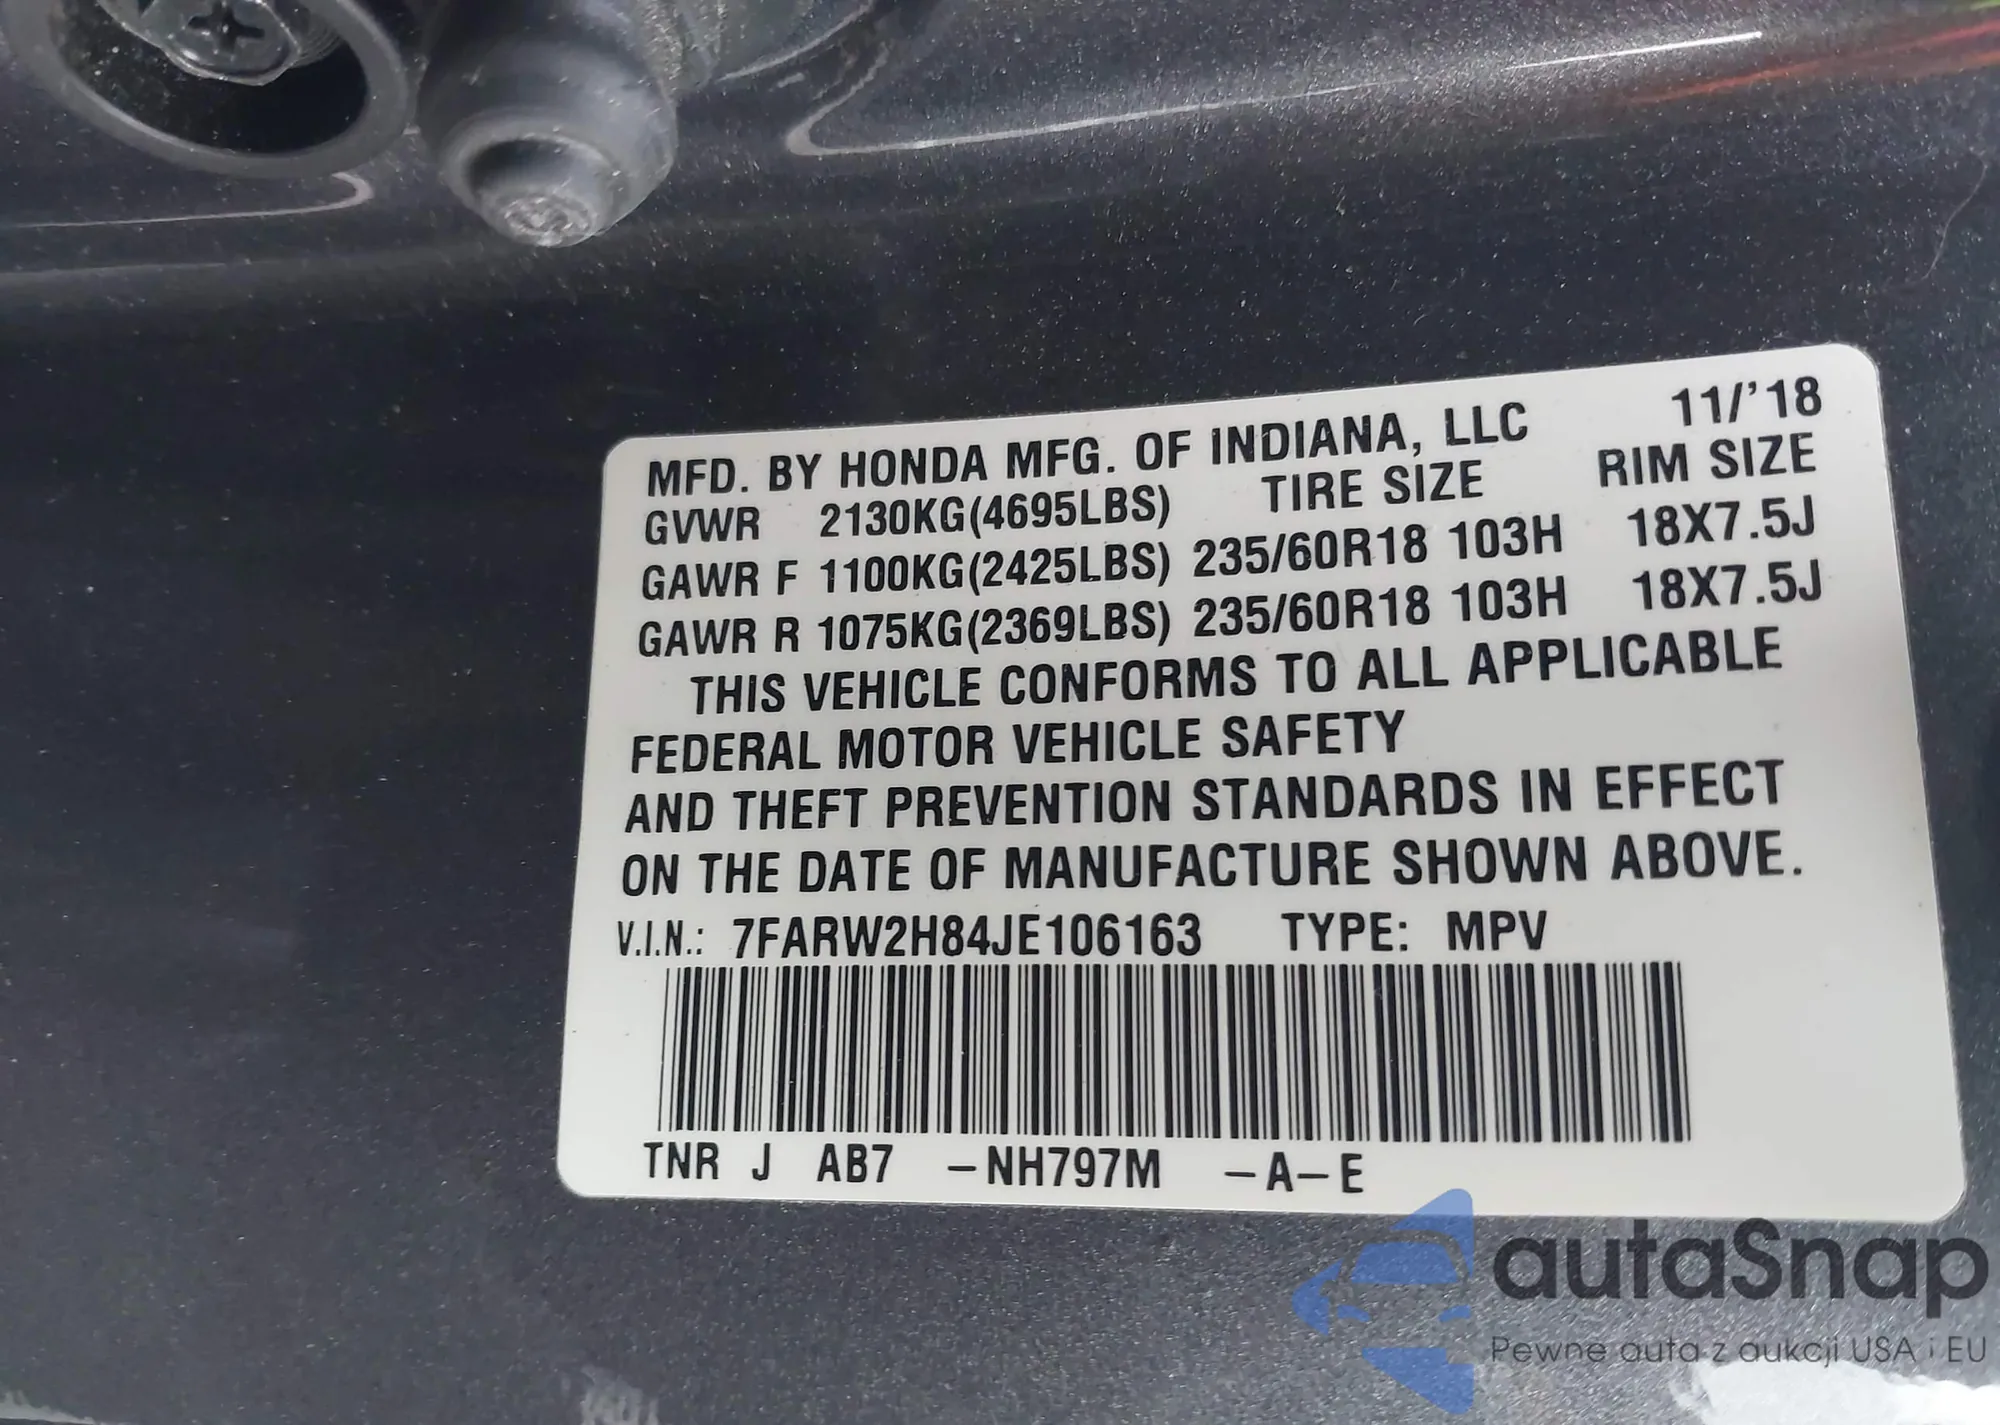 MFD. BY HONDA MFG. OF INDIANA, LLC 11/'18
GVWR 2130KG(4695LBS) TIRE SIZE RIM SIZE
GAWR F 1100KG(2425LBS) 235/60R18 103H 18X7.5J
GAWR R 1075KG(2369LBS) 235/60R18 103H 18X7.5J
THIS VEHICLE CONFORMS TO ALL APPLICABLE
FEDERAL MOTOR VEHICLE SAFETY
AND THEFT PREVENTION STANDARDS IN EFFECT
ON THE DATE OF MANUFACTURE SHOWN ABOVE.
V.I.N.: 7FARW2H84JE106163 TYPE: MPV
TNR J AB7 -NH797M -A-E
autaSnap
Pewne auta z aukcji USA i EU